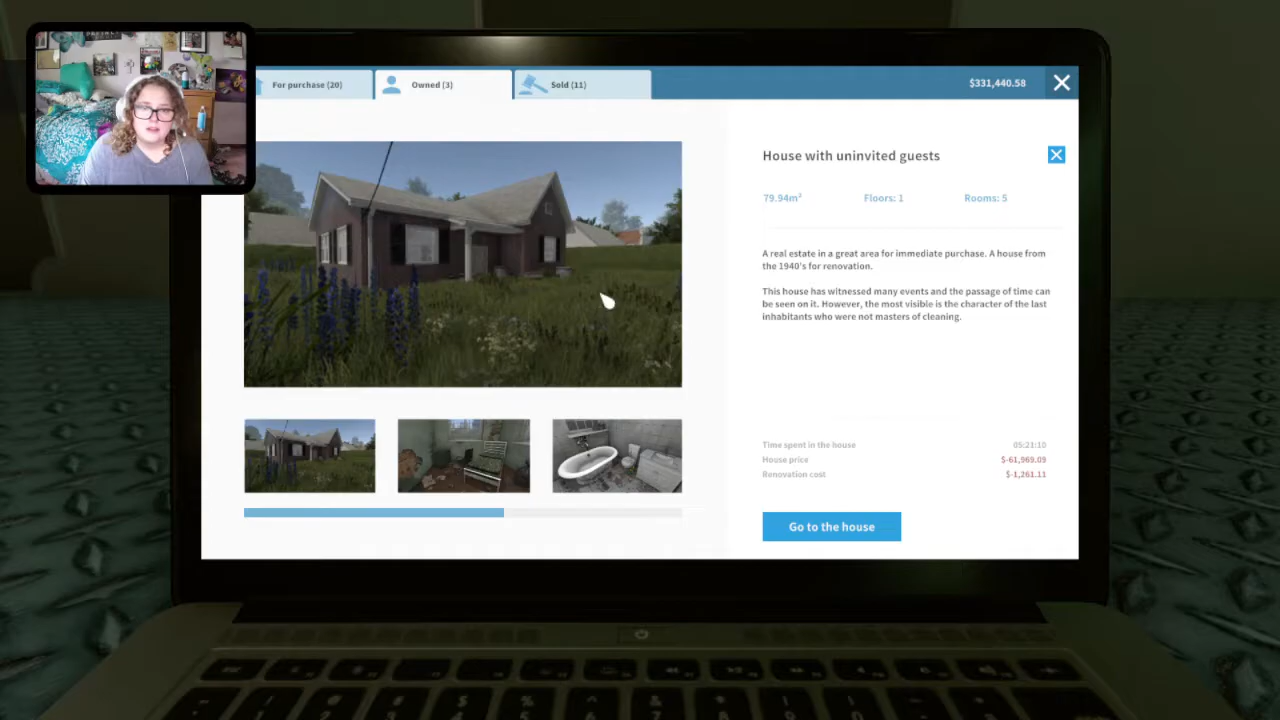 For purchase (20)
Owned (3)
Sold (11)
$331,440.58
House with uninvited guests
79.94m²
Floors: 1
Rooms: 5
A real estate in a great area for immediate purchase. A house from
the 1940's for renovation.
This house has witnessed many events and the passage of time can
be seen on it. However, the most visible is the character of the last
inhabitants who were not masters of cleaning.
Time spent in the house
05:21:10
House price
$-61,969.09
Renovation cost
$-1,261.11
Go to the house